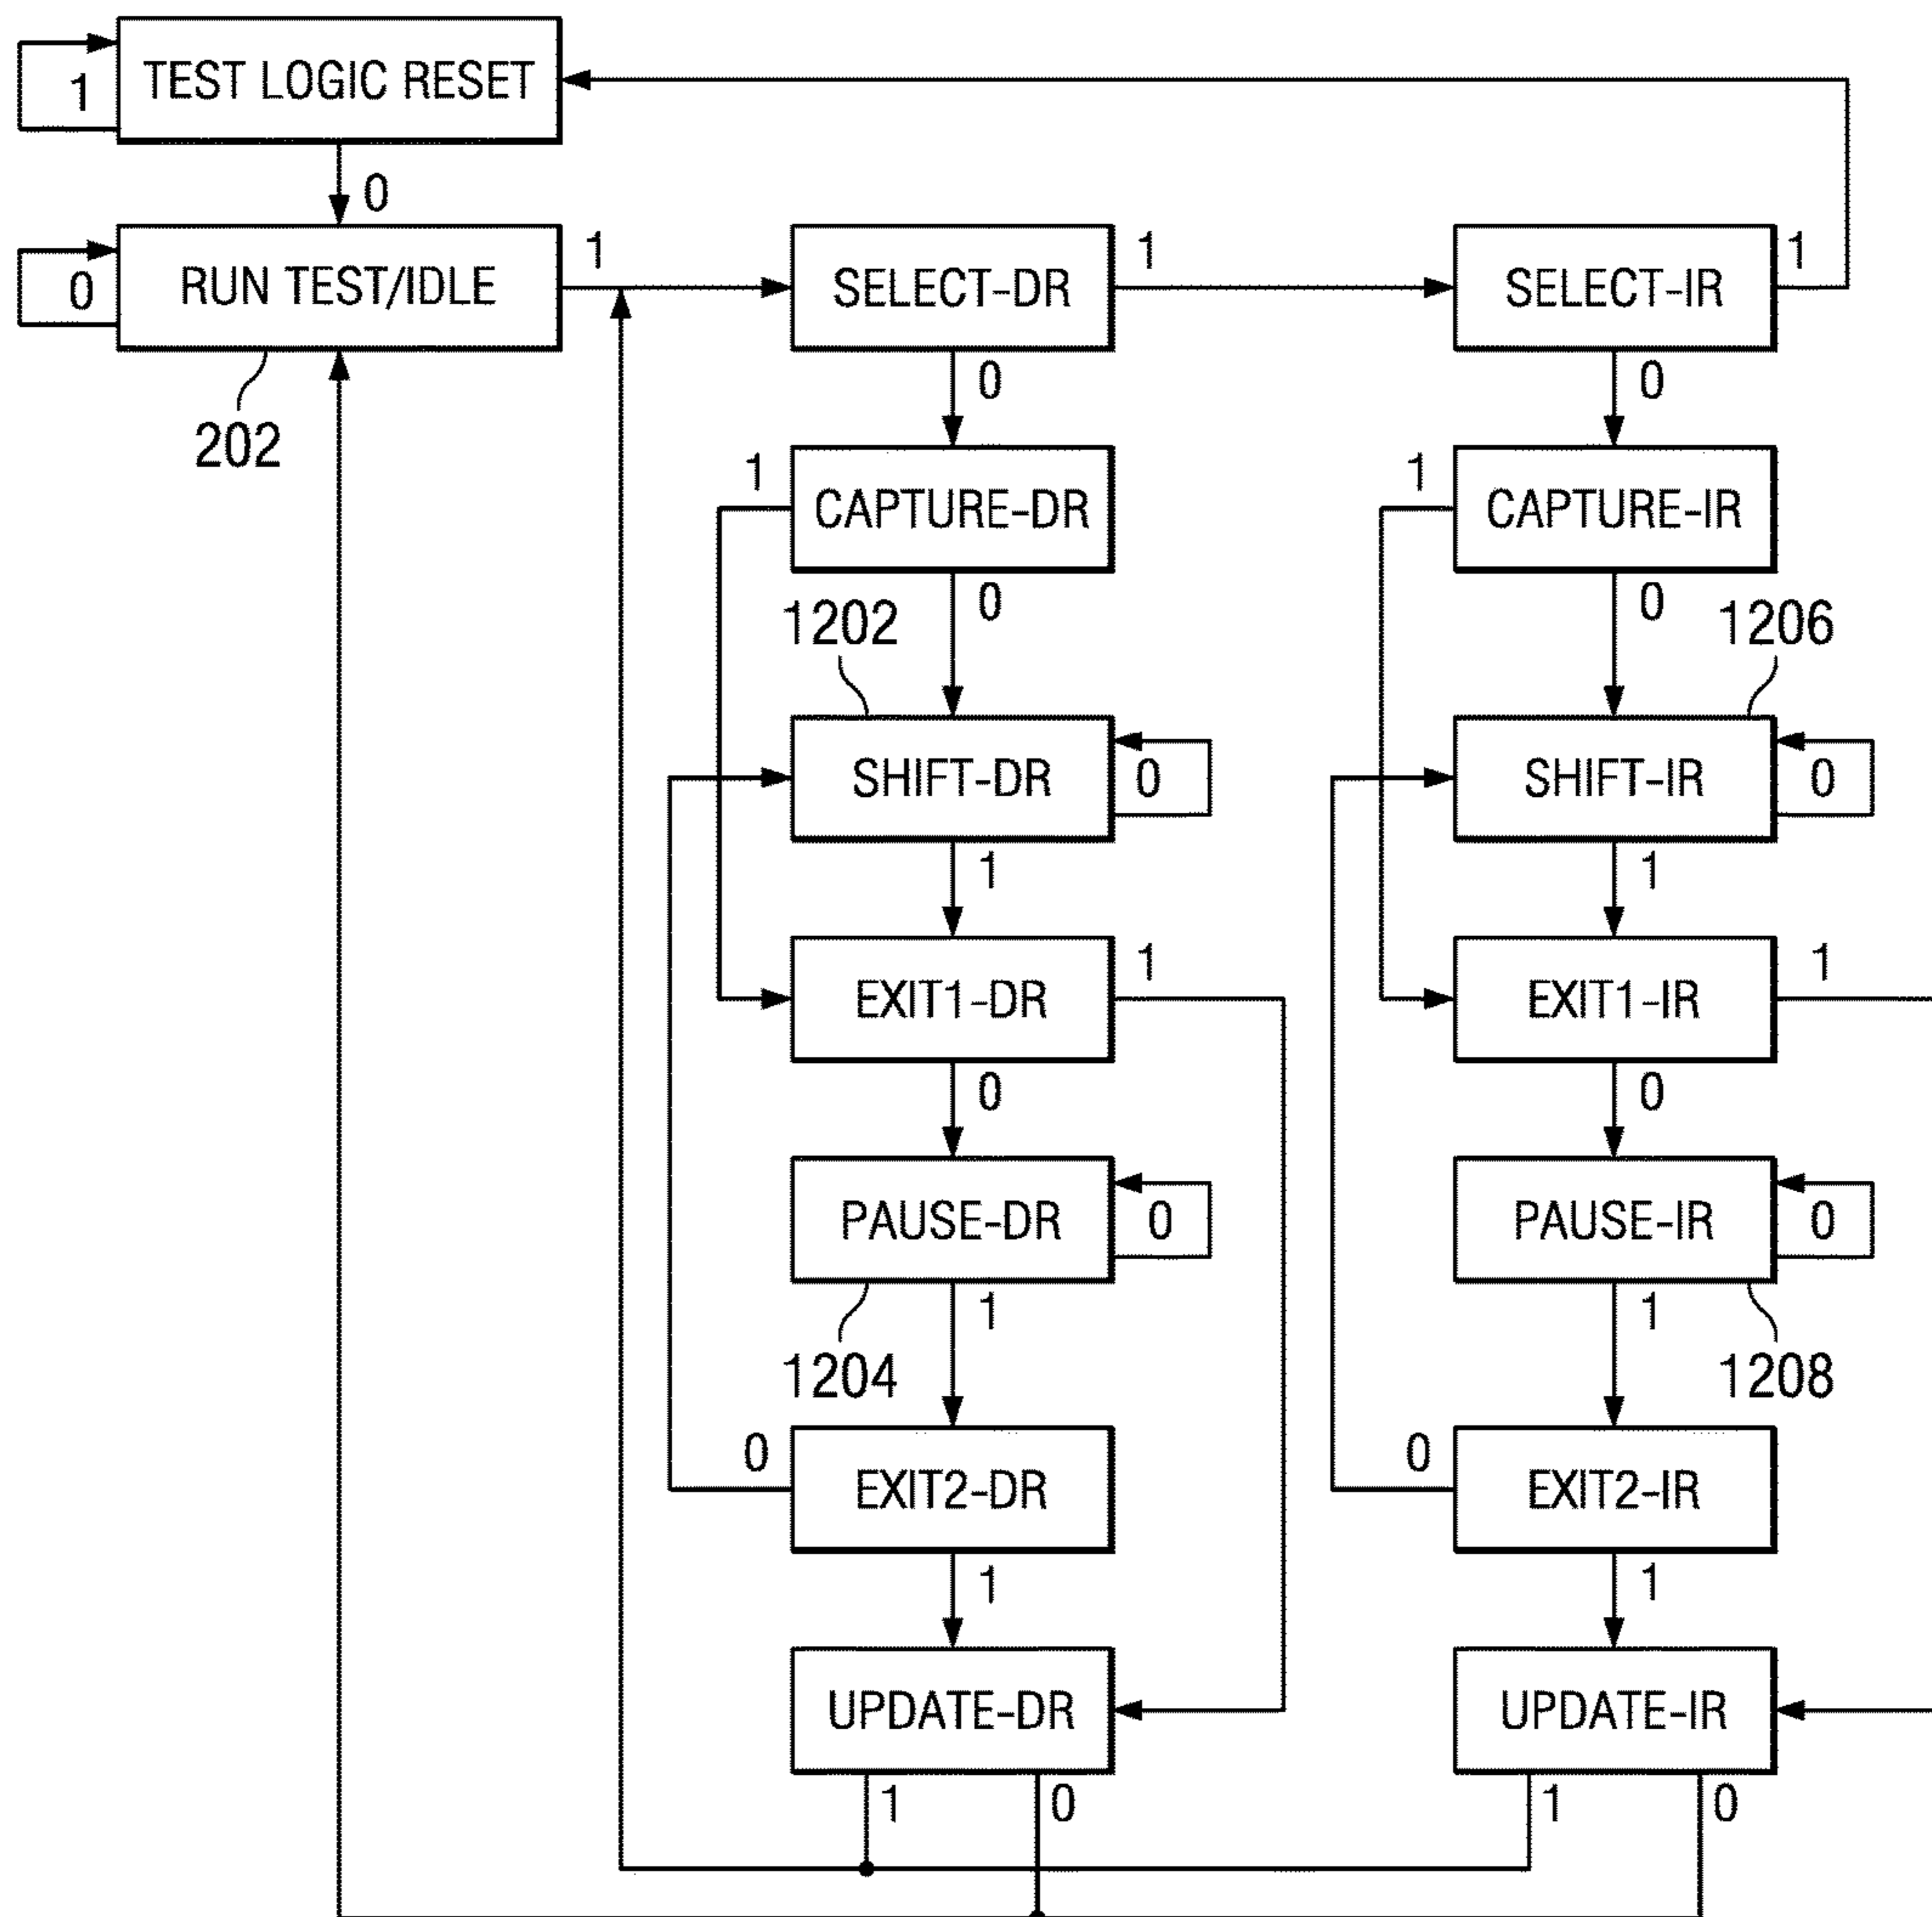 TEST LOGIC RESET
1
0
RUN TEST/IDLE
0
1
202
SELECT-DR
1
0
SELECT-IR
1
0
CAPTURE-DR
1
0
CAPTURE-IR
1
0
1202
1206
SHIFT-DR
0
1
SHIFT-IR
0
1
EXIT1-DR
1
0
EXIT1-IR
1
0
PAUSE-DR
0
1
PAUSE-IR
0
1
1204
1208
EXIT2-DR
0
1
EXIT2-IR
0
1
UPDATE-DR
1
0
UPDATE-IR
1
0